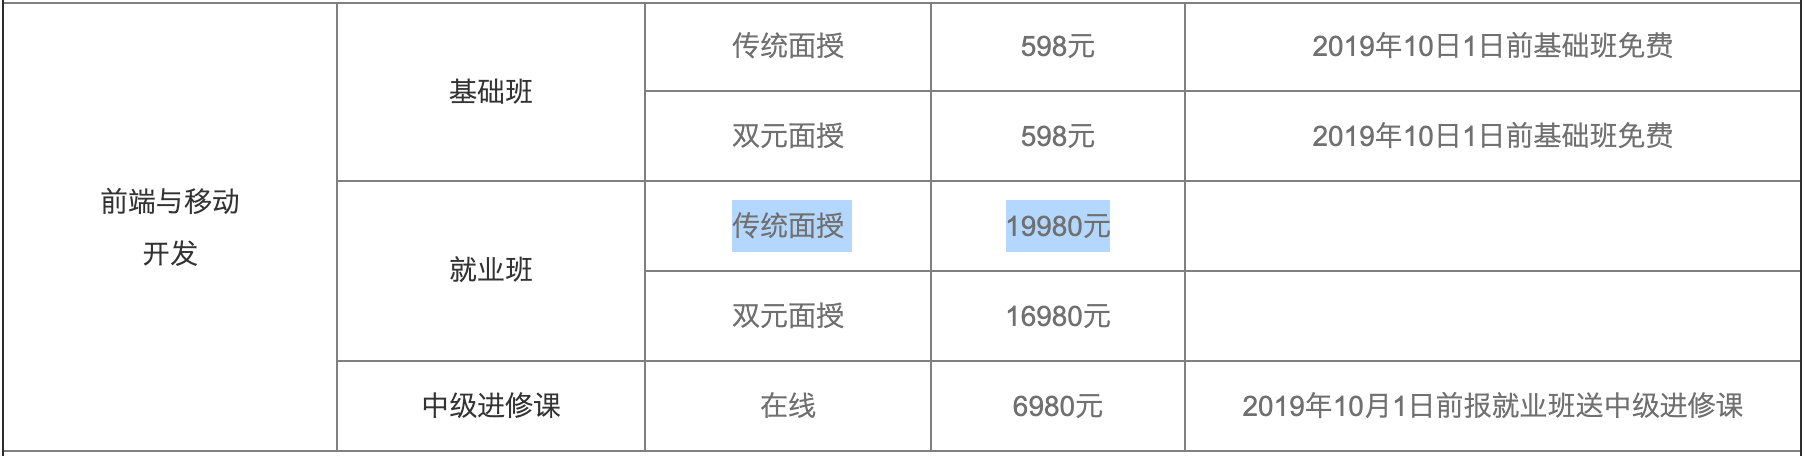 前端与移动
开发
基础班
传统面授
598元
2019年10日1日前基础班免费
双元面授
598元
2019年10日1日前基础班免费
就业班
传统面授
19980元
双元面授
16980元
中级进修课
在线
6980元
2019年10月1日前报就业班送中级进修课